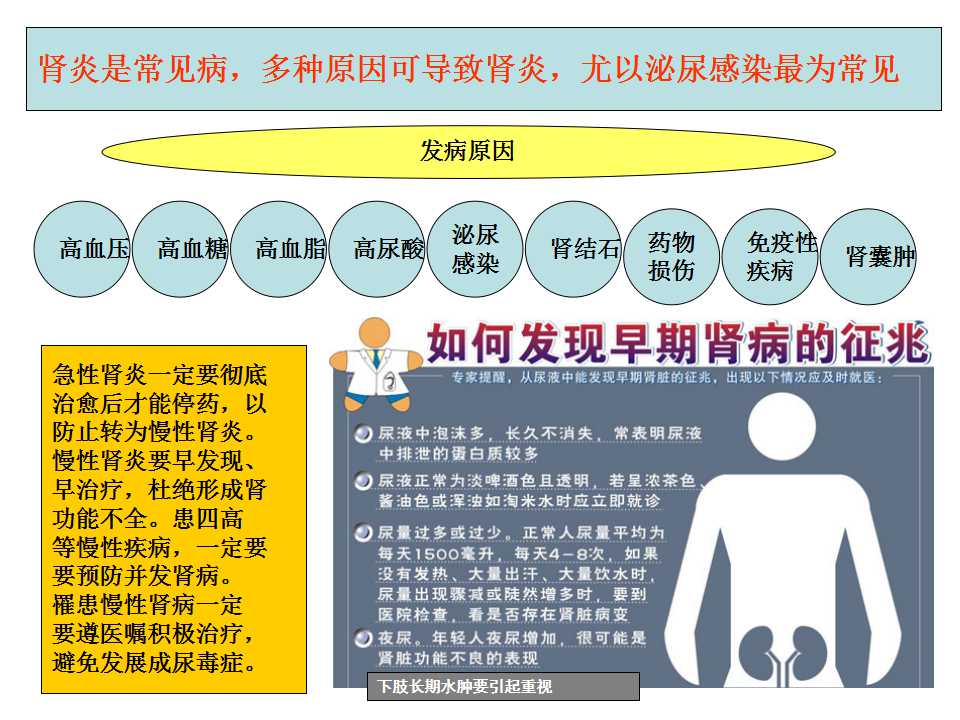 肾炎是常见病，多种原因可导致肾炎，尤以泌尿感染最为常见
发病原因
高血压
高血糖
高血脂
高尿酸
泌尿
感染
肾结石
药物
损伤
免疫性
疾病
肾囊肿
急性肾炎一定要彻底
治愈后才能停药，以
防止转为慢性肾炎。
慢性肾炎要早发现、
早治疗，杜绝形成肾
功能不全。患四高
等慢性疾病，一定要
要预防并发肾病。
罹患慢性肾病一定
要遵医嘱积极治疗，
避免发展成尿毒症。
如何发现早期肾病的征兆
专家提醒，从尿液中能发现早期肾脏的征兆，出现以下情况应及时就医：
尿液中泡沫多，长久不消失，常表明尿液
中排泄的蛋白质较多
尿液正常为淡啤酒色且透明，若呈浓茶色、
酱油色或浑浊如淘米水时应立即就诊
尿量过多或过少。正常人尿量平均为
每天1500毫升，每天4－8次，如果
没有发热、大量出汗、大量饮水时，
尿量出现骤减或陡然增多时，要到
医院检查，看是否存在肾脏病变
夜尿。年轻人夜尿增加，很可能是
肾脏功能不良的表现
下肢长期水肿要引起重视